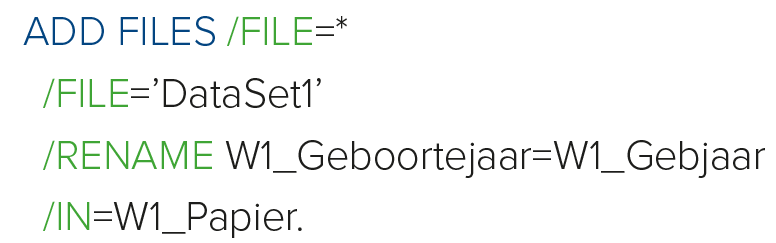 ADD FILES /FILE=*
/FILE=’DataSet1’
/RENAME W1_Geboortejaar=W1_Gebjaar
/IN=W1_Papier.